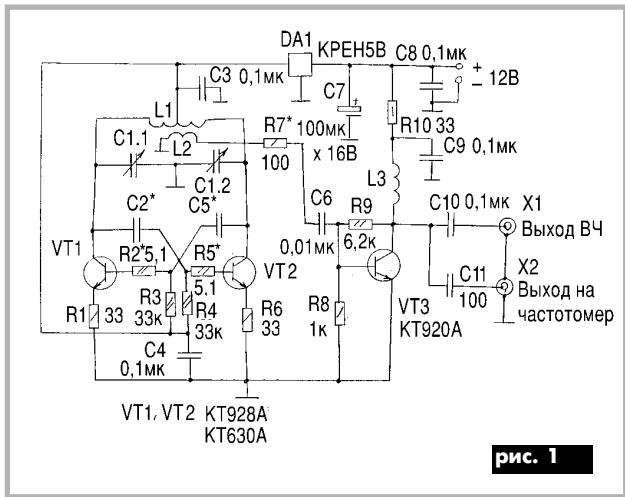 DA1
КРЕН5В
C8 0,1мк
+
− 12В
C3 0,1мк
L1
C7
L2
R7*
100мк
х 16В
100
R10 33
C9 0,1мк
C1.1
C1.2
L3
C2*
C5*
C6
R9
C10 0,1мк
X1
Выход ВЧ
0,01мк
6,2к
VT1
R2*5,1
R5*
VT2
5,1
C11
100
X2
Выход на
частотомер
R1
33
R3
33к
R4
33к
R6
33
R8
1к
VT3
КТ920А
C4
0,1мк
VT1, VT2 КТ928А
КТ630А
рис. 1